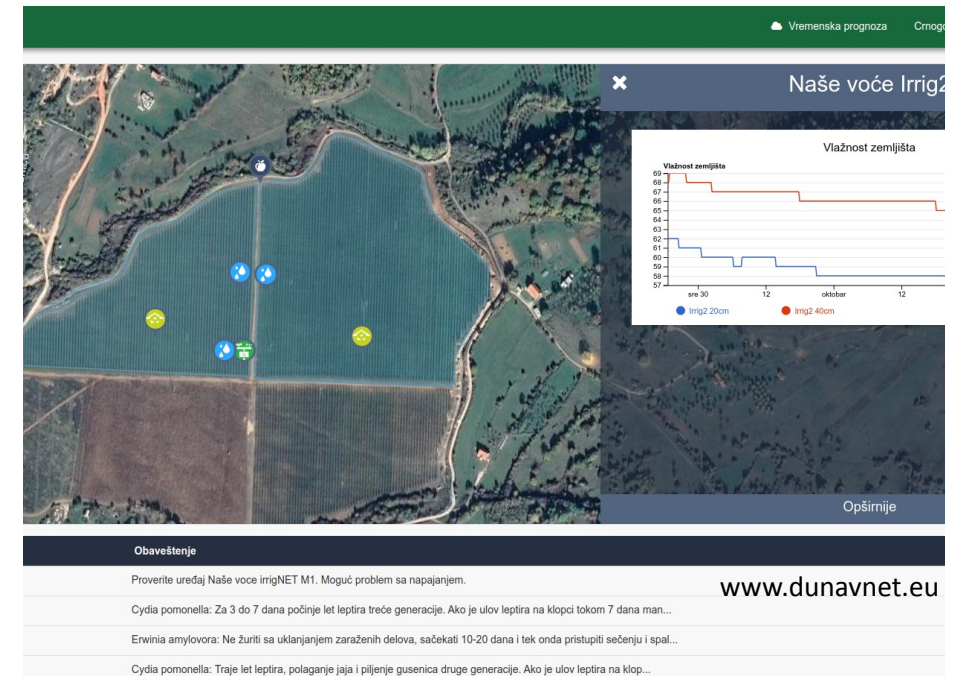 Vremenska prognoza Crnogo
Naše voće Irrig2
Vlažnost zemljišta
Vlažnost zemljišta
69
68
67
66
65
64
63
62
61
60
59
58
57
sre 30 12 oktobar 12
Irrig2 20cm Irrig2 40cm
Opširnije
Obaveštenje
Proverite uređaj Naše voce irrigNET M1. Moguć problem sa napajanjem.
www.dunavnet.eu
Cydia pomonella: Za 3 do 7 dana počinje let leptira treće generacije. Ako je ulov leptira na klopci tokom 7 dana man...
Erwinia amylovora: Ne žuriti sa uklanjanjem zaraženih delova, sačekati 10-20 dana i tek onda pristupiti sečenju i spal...
Cydia pomonella: Traje let leptira, polaganje jaja i piljenje gusenica druge generacije. Ako je ulov leptira na klop...